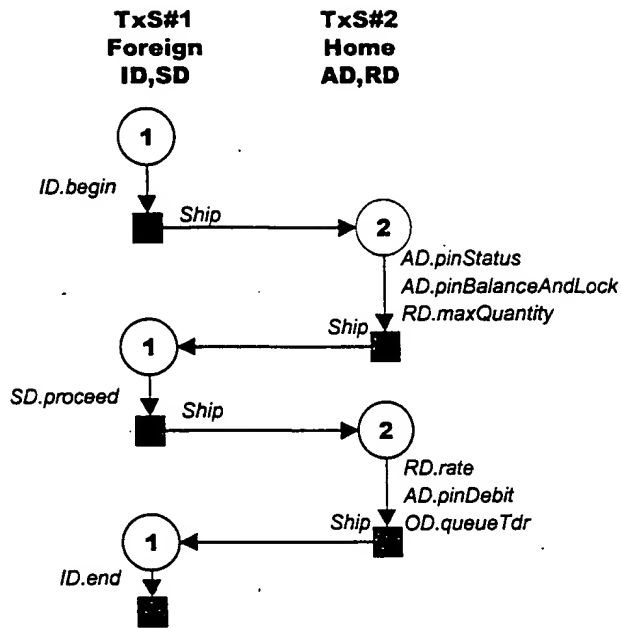 TxS#1 TxS#2
Foreign Home
ID,SD AD,RD
1
ID.begin
Ship
2
AD.pinStatus
AD.pinBalanceAndLock
RD.maxQuantity
Ship
1
SD.proceed
Ship
2
RD.rate
AD.pinDebit
OD.queueTdr
Ship
1
ID.end